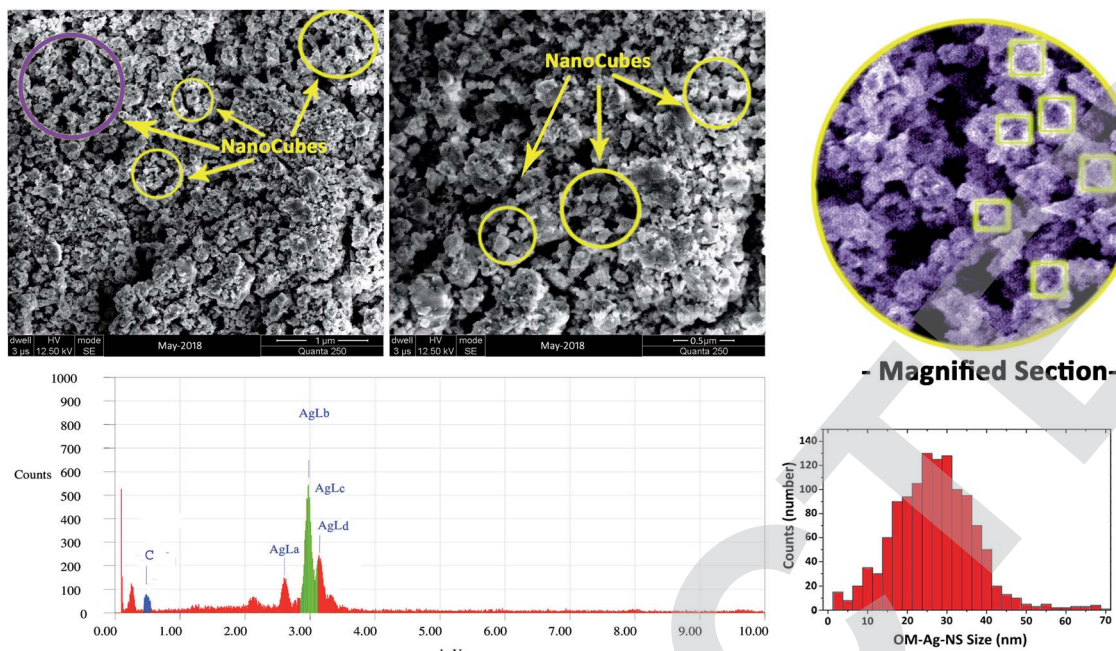 NanoCubes
NanoCubes
dwell HV mode
3 µs 12.50 kV SE
May-2018
1 µm
Quanta 250
dwell HV mode
3 µs 12.50 kV SE
May-2018
0.5µm
Quanta 250
- Magnified Section-
1000
900
800
700
600
500
400
300
200
100
0
Counts
AgLb
AgLc
AgLd
AgLa
C
0.00 1.00 2.00 3.00 4.00 5.00 6.00 7.00 8.00 9.00 10.00
140
120
100
80
60
40
20
0
Counts (number)
0 10 20 30 40 50 60 70
OM-Ag-NS Size (nm)